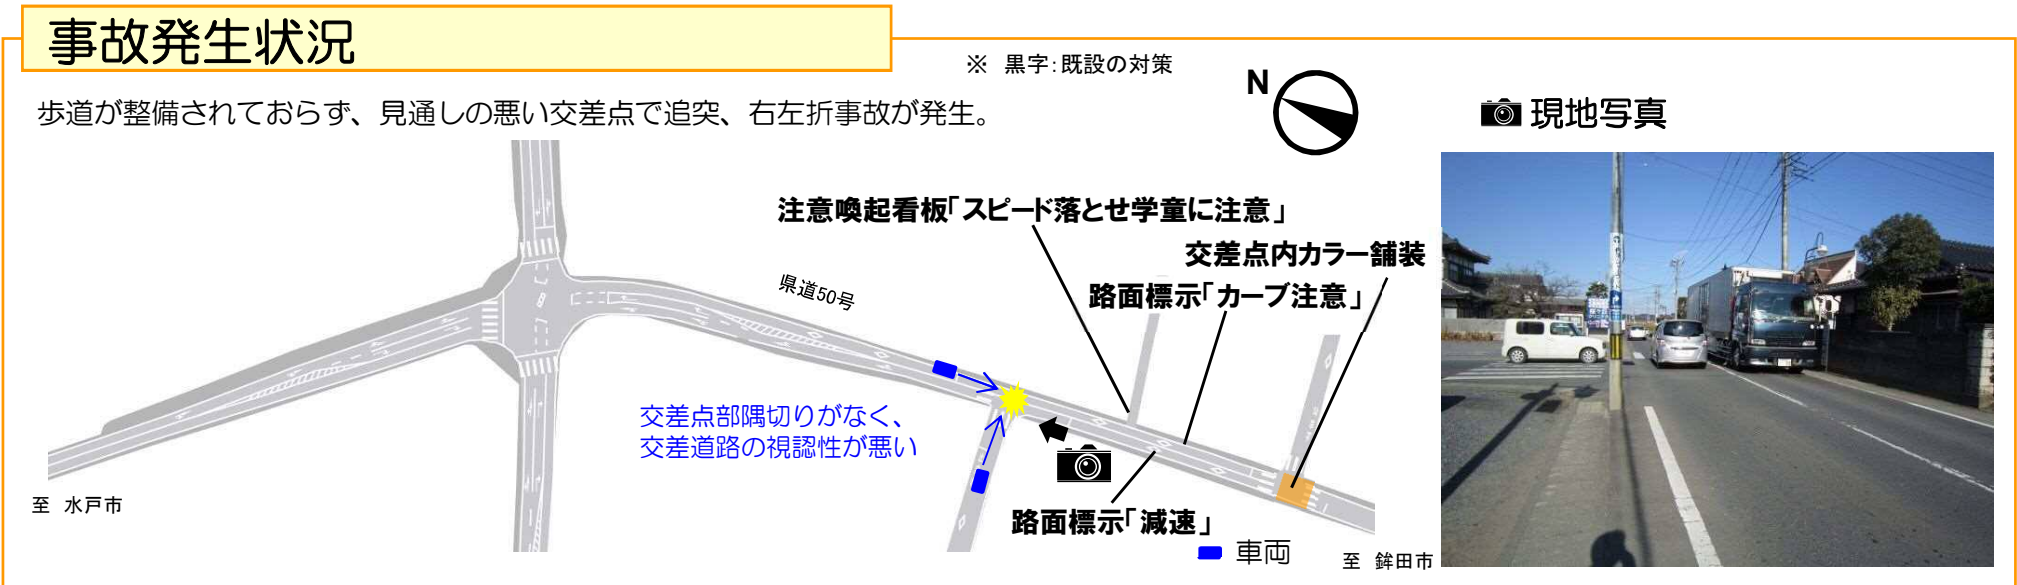 事故発生状況
※ 黒字:既設の対策
歩道が整備されておらず、見通しの悪い交差点で追突、右左折事故が発生。
N
現地写真
注意喚起看板「スピード落とせ学童に注意」
交差点内カラー舗装
県道50号
路面標示「カーブ注意」
交差点部隅切りがなく、
交差道路の視認性が悪い
至 水戸市
路面標示「減速」
車両
至 鉾田市